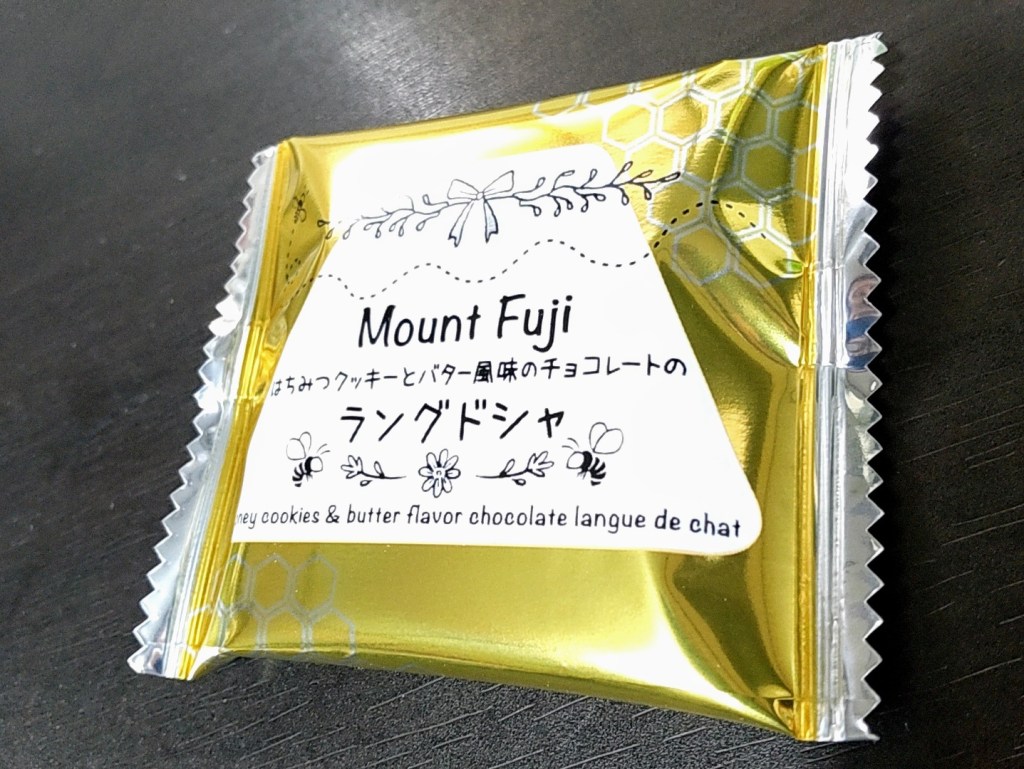 Mount Fuji
はちみつクッキーとバター風味のチョコレートの
ラングドシャ
cookies & butter flavor chocolate langue de chat